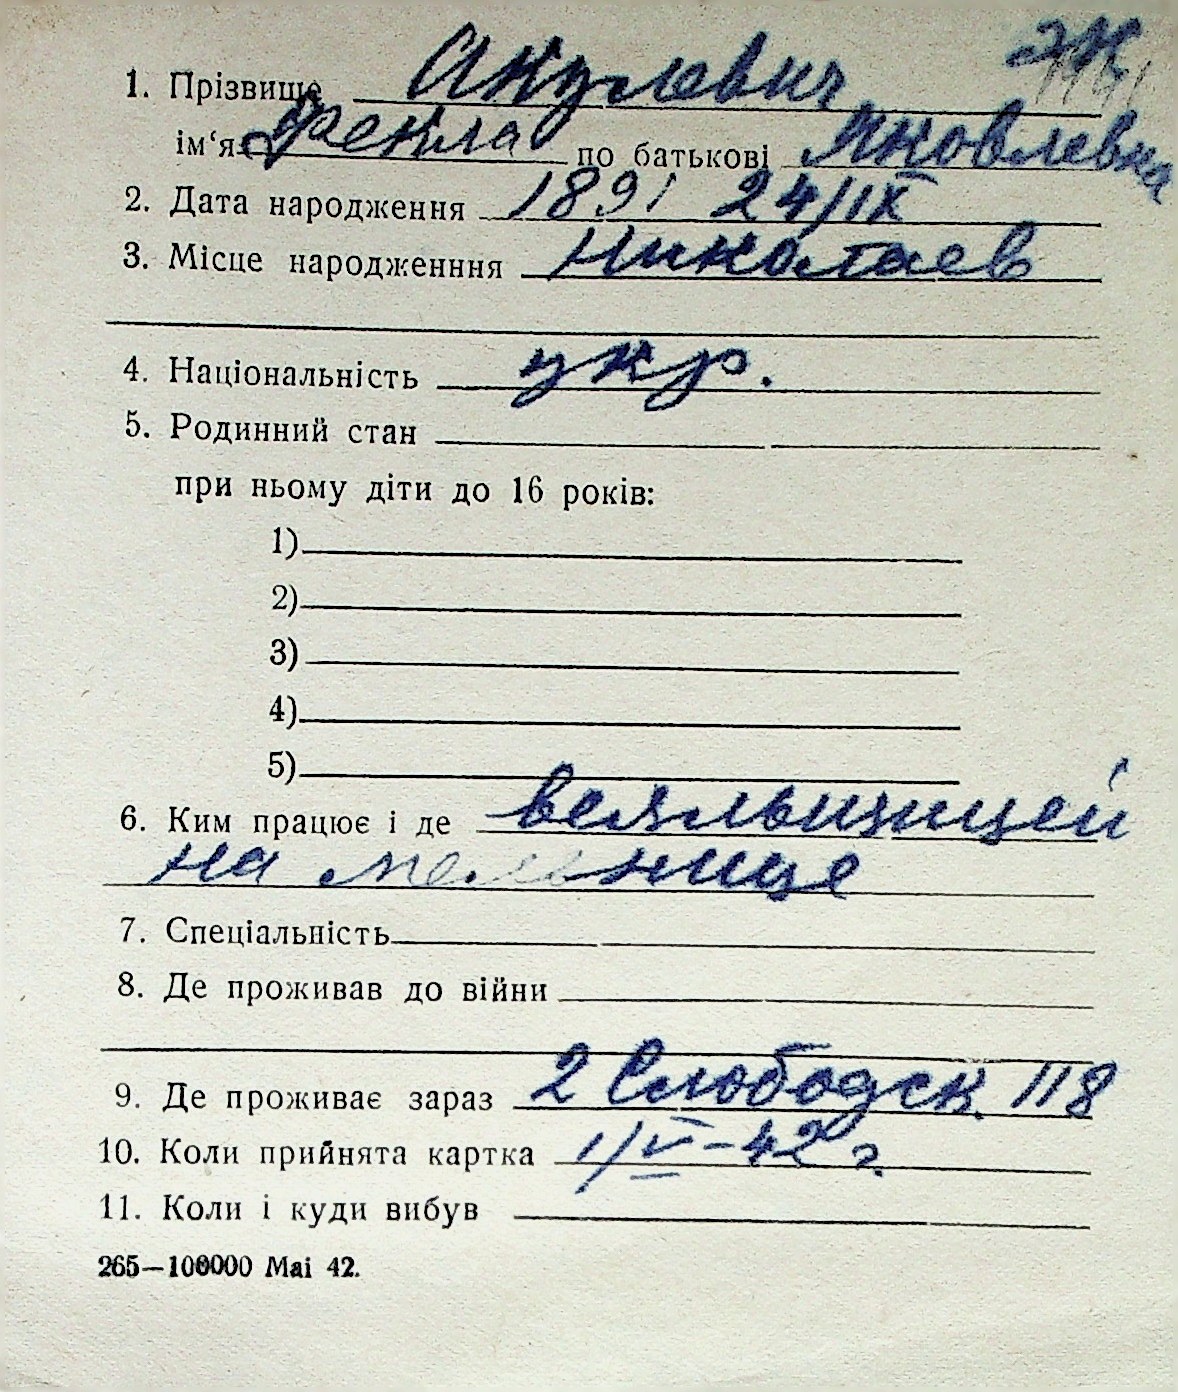 1. Прізвище Акулевич
ім‘я Фекла по батькові Яковлевна
2. Дата народження 1891 24/IX
3. Місце народженння Николаев
4. Національність укр.
5. Родинний стан
при ньому діти до 16 років:
1)
2)
3)
4)
5)
6. Ким працює і де веяльщицей
на мельнице
7. Спеціальність
8. Де проживав до війни
9. Де проживає зараз 2 Слободск. 118
10. Коли прийнята картка 1/V-42 г.
11. Коли і куди вибув
265—100000 Mai 42.